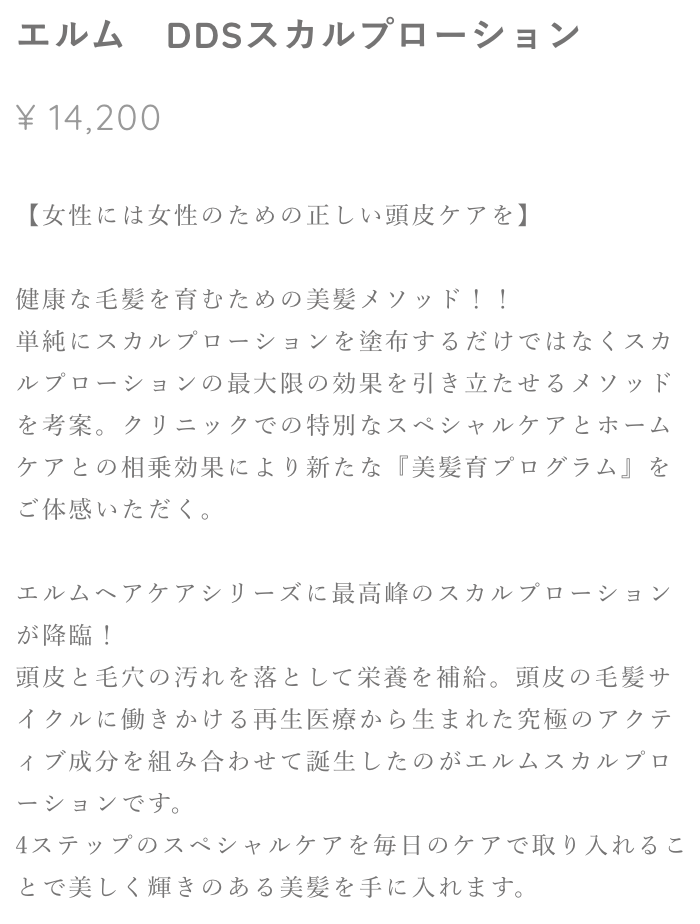 エルム　DDSスカルプローション
¥ 14,200
【女性には女性のための正しい頭皮ケアを】
健康な毛髪を育むための美髪メソッド！！
単純にスカルプローションを塗布するだけではなくスカ
ルプローションの最大限の効果を引き立たせるメソッド
を考案。クリニックでの特別なスペシャルケアとホーム
ケアとの相乗効果により新たな『美髪育プログラム』を
ご体感いただく。
エルムヘアケアシリーズに最高峰のスカルプローション
が降臨！
頭皮と毛穴の汚れを落として栄養を補給。頭皮の毛髪サ
イクルに働きかける再生医療から生まれた究極のアクテ
ィブ成分を組み合わせて誕生したのがエルムスカルプロ
ーションです。
4ステップのスペシャルケアを毎日のケアで取り入れるこ
とで美しく輝きのある美髪を手に入れます。